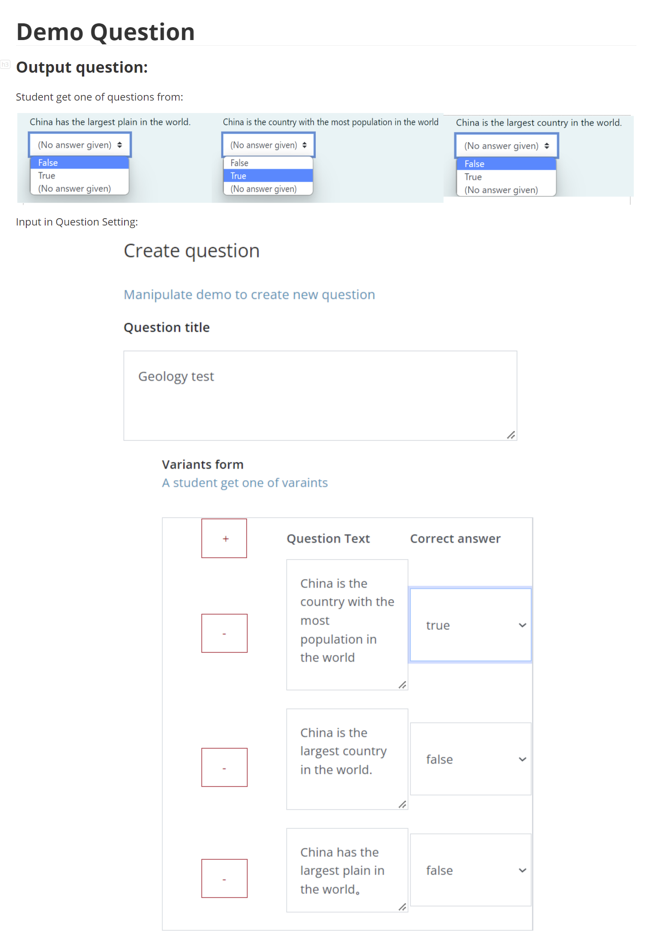 Demo Question
Output question:
Student get one of questions from:
China has the largest plain in the world.
(No answer given)
False
True
(No answer given)
China is the country with the most population in the world
(No answer given)
False
True
(No answer given)
China is the largest country in the world.
(No answer given)
False
True
(No answer given)
Input in Question Setting:
Create question
Manipulate demo to create new question
Question title
Geology test
Variants form
A student get one of varaints
+
Question Text
Correct answer
-
China is the
country with the
most
population in
the world
true
-
China is the
largest country
in the world.
false
-
China has the
largest plain in
the world。
false